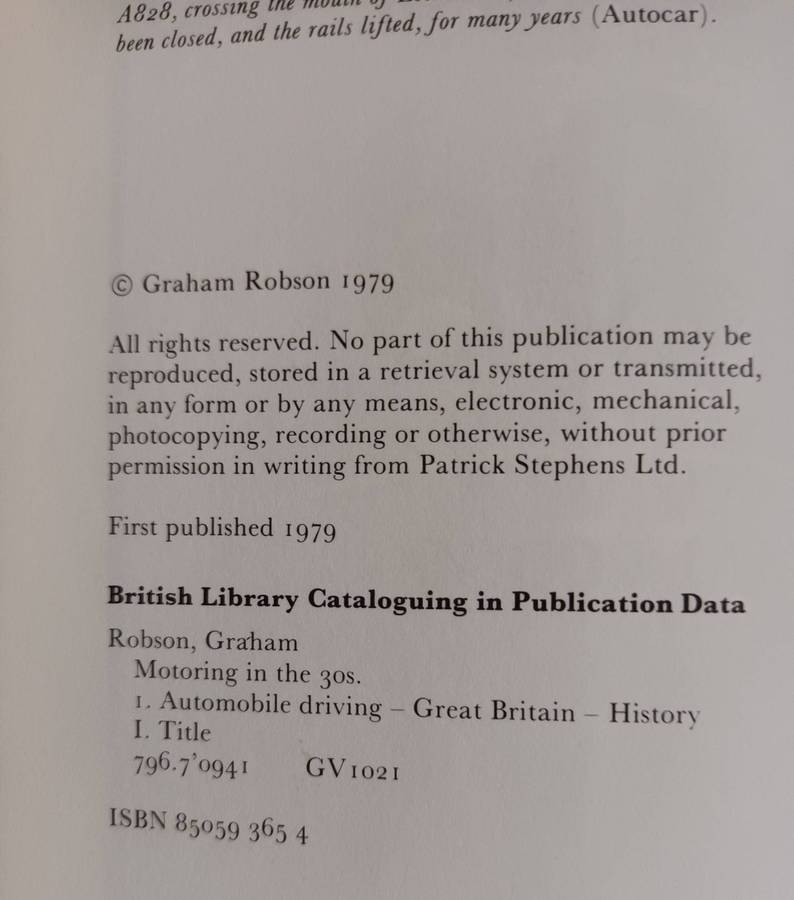 A828, crossing the mouth of
been closed, and the rails lifted, for many years (Autocar).
© Graham Robson 1979
All rights reserved. No part of this publication may be
reproduced, stored in a retrieval system or transmitted,
in any form or by any means, electronic, mechanical,
photocopying, recording or otherwise, without prior
permission in writing from Patrick Stephens Ltd.
First published 1979
British Library Cataloguing in Publication Data
Robson, Graham
Motoring in the 30s.
1. Automobile driving – Great Britain – History
I. Title
796.7'0941 GV1021
ISBN 85059 365 4